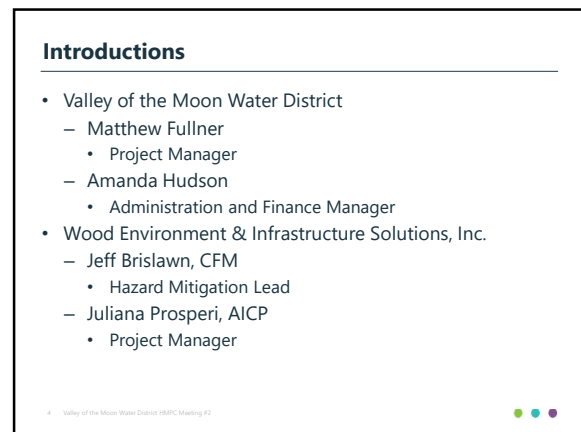 Introductions
• Valley of the Moon Water District
– Matthew Fullner
• Project Manager
– Amanda Hudson
• Administration and Finance Manager
• Wood Environment & Infrastructure Solutions, Inc.
– Jeff Brislawn, CFM
• Hazard Mitigation Lead
– Juliana Prosperi, AICP
• Project Manager
4 Valley of the Moon Water District HMPC Meeting #2